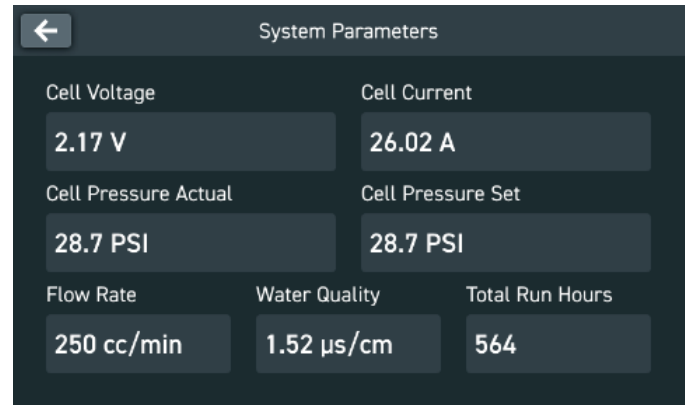 System Parameters
Cell Voltage
Cell Current
2.17 V
26.02 A
Cell Pressure Actual
Cell Pressure Set
28.7 PSI
28.7 PSI
Flow Rate
Water Quality
Total Run Hours
250 cc/min
1.52 µs/cm
564